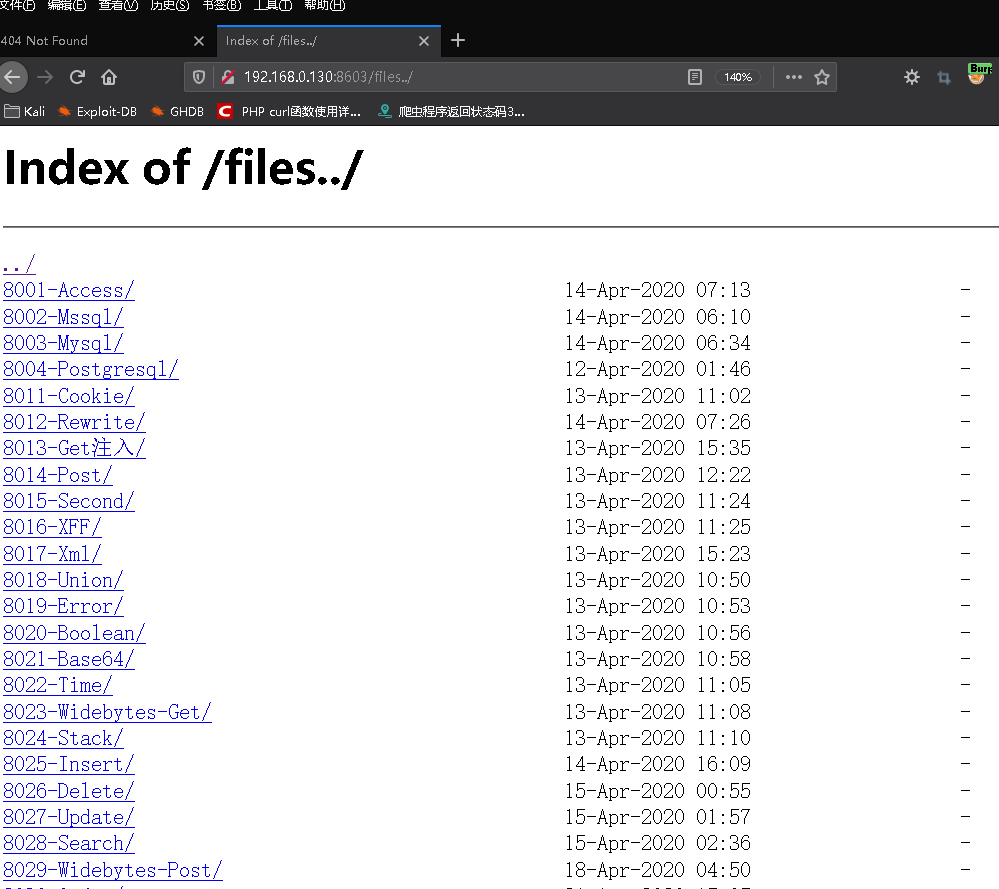 文件(F) 编辑(E) 查看(V) 历史(S) 书签(B) 工具(T) 帮助(H)
404 Not Found
Index of /files../
192.168.0.130:8603/files../ 140%
Burp
Kali Exploit-DB GHDB PHP curl函数使用详... 爬虫程序返回状态码3...
Index of /files../
../
8001-Access/ 14-Apr-2020 07:13 -
8002-Mssql/ 14-Apr-2020 06:10 -
8003-Mysql/ 14-Apr-2020 06:34 -
8004-Postgresql/ 12-Apr-2020 01:46 -
8011-Cookie/ 13-Apr-2020 11:02 -
8012-Rewrite/ 14-Apr-2020 07:26 -
8013-Get注入/ 13-Apr-2020 15:35 -
8014-Post/ 13-Apr-2020 12:22 -
8015-Second/ 13-Apr-2020 11:24 -
8016-XFF/ 13-Apr-2020 11:25 -
8017-Xml/ 13-Apr-2020 15:23 -
8018-Union/ 13-Apr-2020 10:50 -
8019-Error/ 13-Apr-2020 10:53 -
8020-Boolean/ 13-Apr-2020 10:56 -
8021-Base64/ 13-Apr-2020 10:58 -
8022-Time/ 13-Apr-2020 11:05 -
8023-Widebytes-Get/ 13-Apr-2020 11:08 -
8024-Stack/ 13-Apr-2020 11:10 -
8025-Insert/ 14-Apr-2020 16:09 -
8026-Delete/ 15-Apr-2020 00:55 -
8027-Update/ 15-Apr-2020 01:57 -
8028-Search/ 15-Apr-2020 02:36 -
8029-Widebytes-Post/ 18-Apr-2020 04:50 -